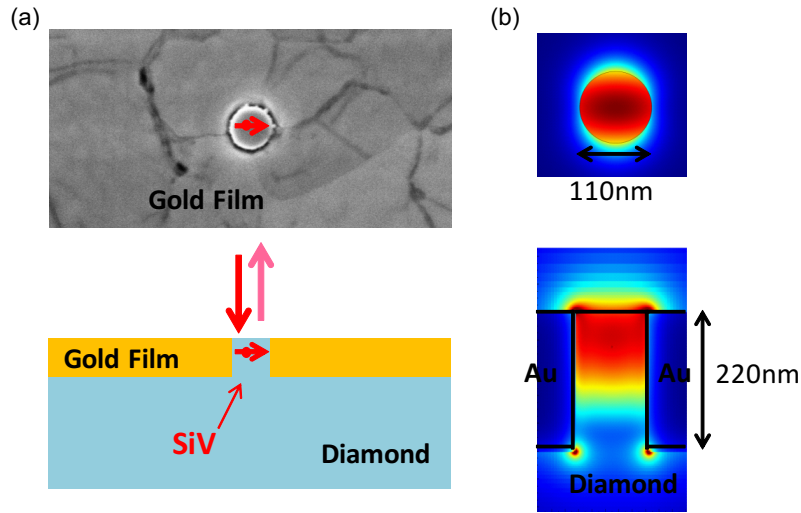 (a)
Gold Film
Gold Film
SiV
Diamond
(b)
110nm
Au
Au
220nm
Diamond